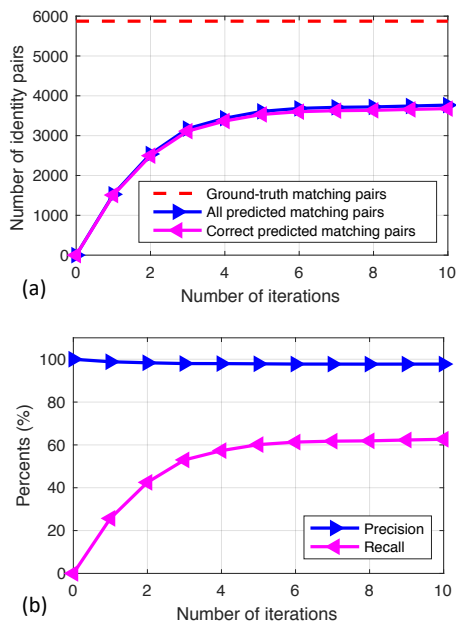 6000
5000
4000
3000
2000
1000
0
Number of identity pairs
Ground-truth matching pairs
All predicted matching pairs
Correct predicted matching pairs
0 2 4 6 8 10
Number of iterations
(a)
100
80
60
40
20
0
Percents (%)
Precision
Recall
0 2 4 6 8 10
Number of iterations
(b)